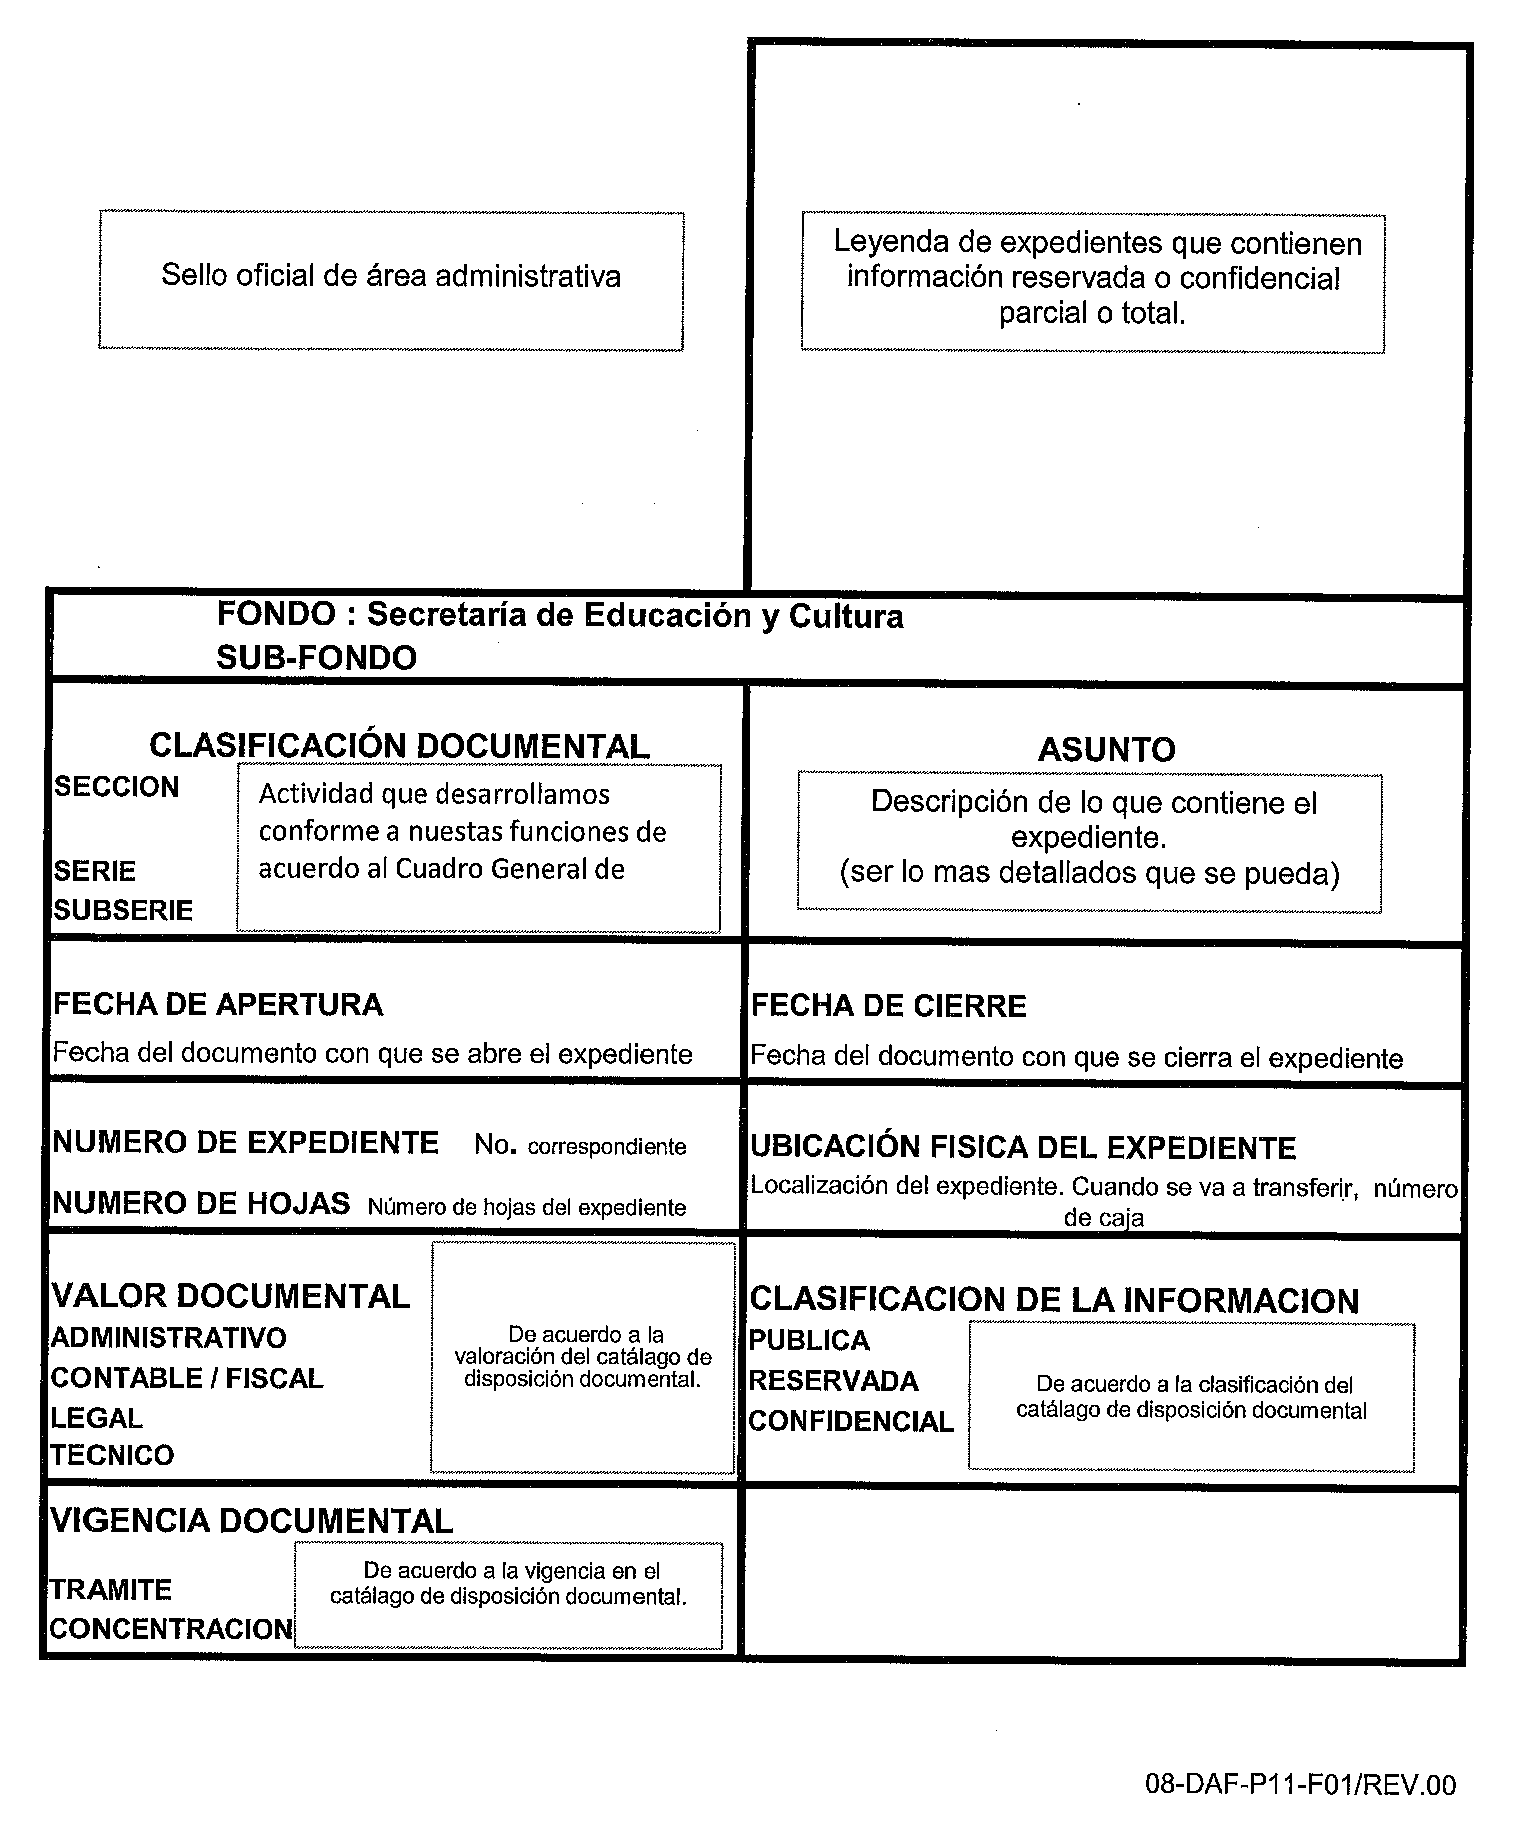 Sello oficial de área administrativa
Leyenda de expedientes que contienen
información reservada o confidencial
parcial o total.
FONDO : Secretaría de Educación y Cultura
SUB-FONDO
CLASIFICACIÓN DOCUMENTAL
SECCION
SERIE
SUBSERIE
Actividad que desarrollamos
conforme a nuestas funciones de
acuerdo al Cuadro General de
ASUNTO
Descripción de lo que contiene el
expediente.
(ser lo mas detallados que se pueda)
FECHA DE APERTURA
Fecha del documento con que se abre el expediente
FECHA DE CIERRE
Fecha del documento con que se cierra el expediente
NUMERO DE EXPEDIENTE No. correspondiente
NUMERO DE HOJAS Número de hojas del expediente
UBICACIÓN FISICA DEL EXPEDIENTE
Localización del expediente. Cuando se va a transferir, número
de caja
VALOR DOCUMENTAL
ADMINISTRATIVO
CONTABLE / FISCAL
LEGAL
TECNICO
De acuerdo a la
valoración del catálago de
disposición documental.
CLASIFICACION DE LA INFORMACION
PUBLICA
RESERVADA
CONFIDENCIAL
De acuerdo a la clasificación del
catálago de disposición documental
VIGENCIA DOCUMENTAL
TRAMITE
CONCENTRACION
De acuerdo a la vigencia en el
catálago de disposición documental.
08-DAF-P11-F01/REV.00